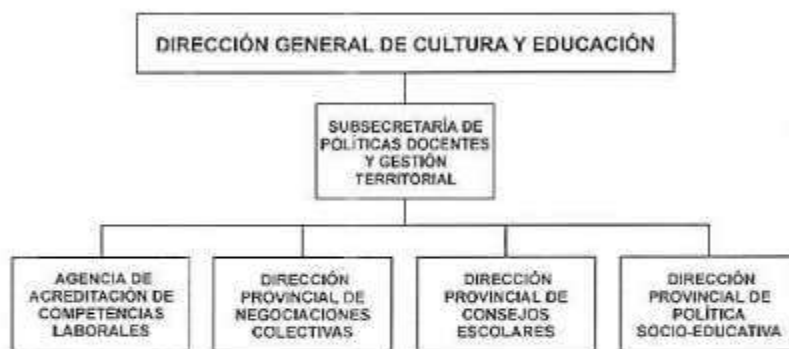 DIRECCIÓN GENERAL DE CULTURA Y EDUCACIÓN
SUBSECRETARÍA DE
POLÍTICAS DOCENTES
Y GESTIÓN
TERRITORIAL
AGENCIA DE
ACREDITACIÓN DE
COMPETENCIAS
LABORALES
DIRECCIÓN
PROVINCIAL DE
NEGOCIACIONES
COLECTIVAS
DIRECCIÓN
PROVINCIAL DE
CONSEJOS
ESCOLARES
DIRECCIÓN
PROVINCIAL DE
POLÍTICA
SOCIO-EDUCATIVA